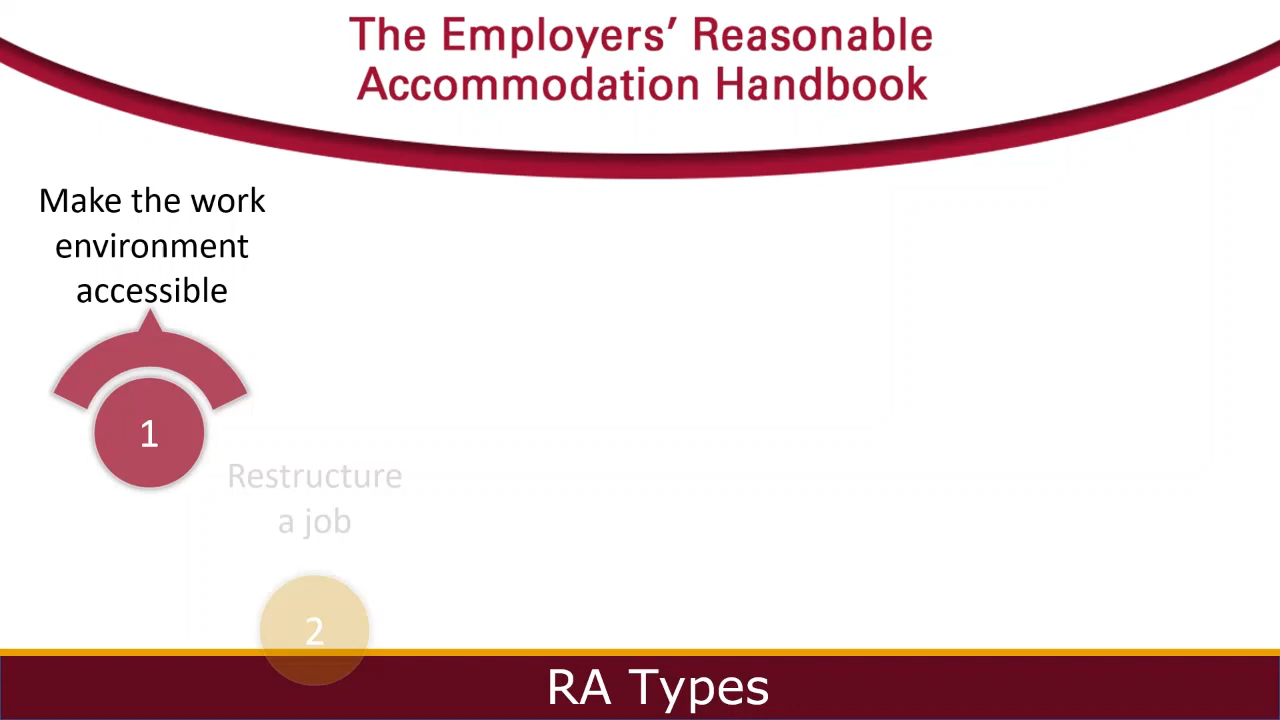 The Employers’ Reasonable
Accommodation Handbook
Make the work
environment
accessible
1
Restructure
a job
2
RA Types